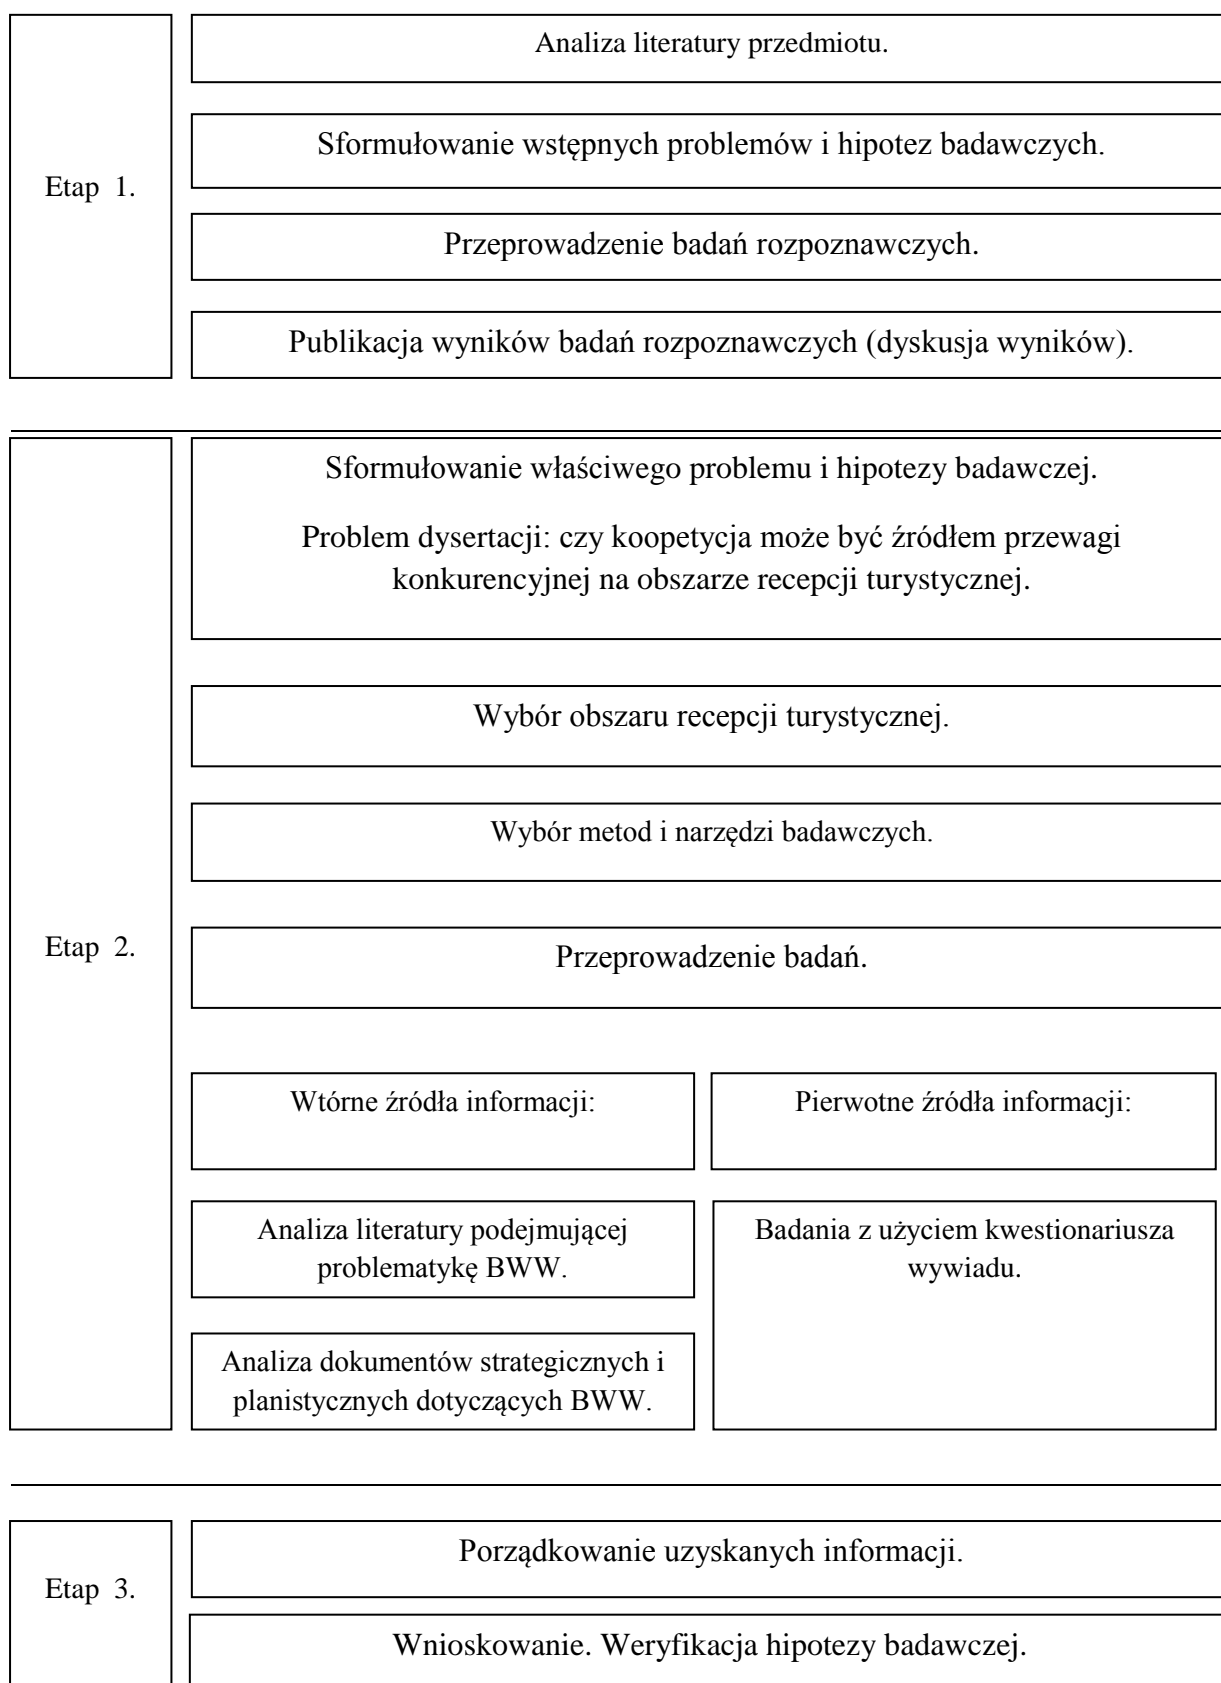 Analiza literatury przedmiotu.
Sformułowanie wstępnych problemów i hipotez badawczych.
Etap 1.
Przeprowadzenie badań rozpoznawczych.
Publikacja wyników badań rozpoznawczych (dyskusja wyników).
Sformułowanie właściwego problemu i hipotezy badawczej.
Problem dysertacji: czy koopetycja może być źródłem przewagi
konkurencyjnej na obszarze recepcji turystycznej.
Wybór obszaru recepcji turystycznej.
Wybór metod i narzędzi badawczych.
Etap 2.
Przeprowadzenie badań.
Wtórne źródła informacji:
Pierwotne źródła informacji:
Analiza literatury podejmującej
problematykę BWW.
Badania z użyciem kwestionariusza
wywiadu.
Analiza dokumentów strategicznych i
planistycznych dotyczących BWW.
Porządkowanie uzyskanych informacji.
Etap 3.
Wnioskowanie. Weryfikacja hipotezy badawczej.